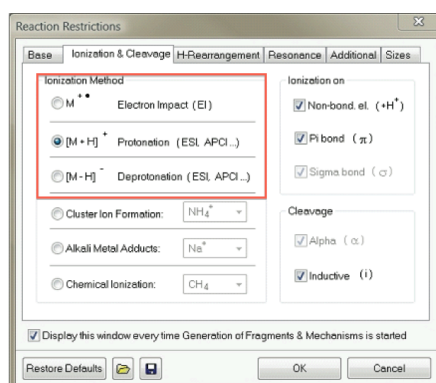 Reaction Restrictions
Base Ionization & Cleavage H-Rearrangement Resonance Additional Sizes
Ionization Method
M +• Electron Impact (EI)
[M + H] + Protonation (ESI, APCI ...)
[M - H] - Deprotonation (ESI, APCI ...)
Cluster Ion Formation: NH4+
Alkali Metal Adducts: Na+
Chemical Ionization: CH4
Ionization on
Non-bond. el. (+H+)
Pi bond (π)
Sigma bond (σ)
Cleavage
Alpha (α)
Inductive (i)
Display this window every time Generation of Fragments & Mechanisms is started
Restore Defaults OK Cancel